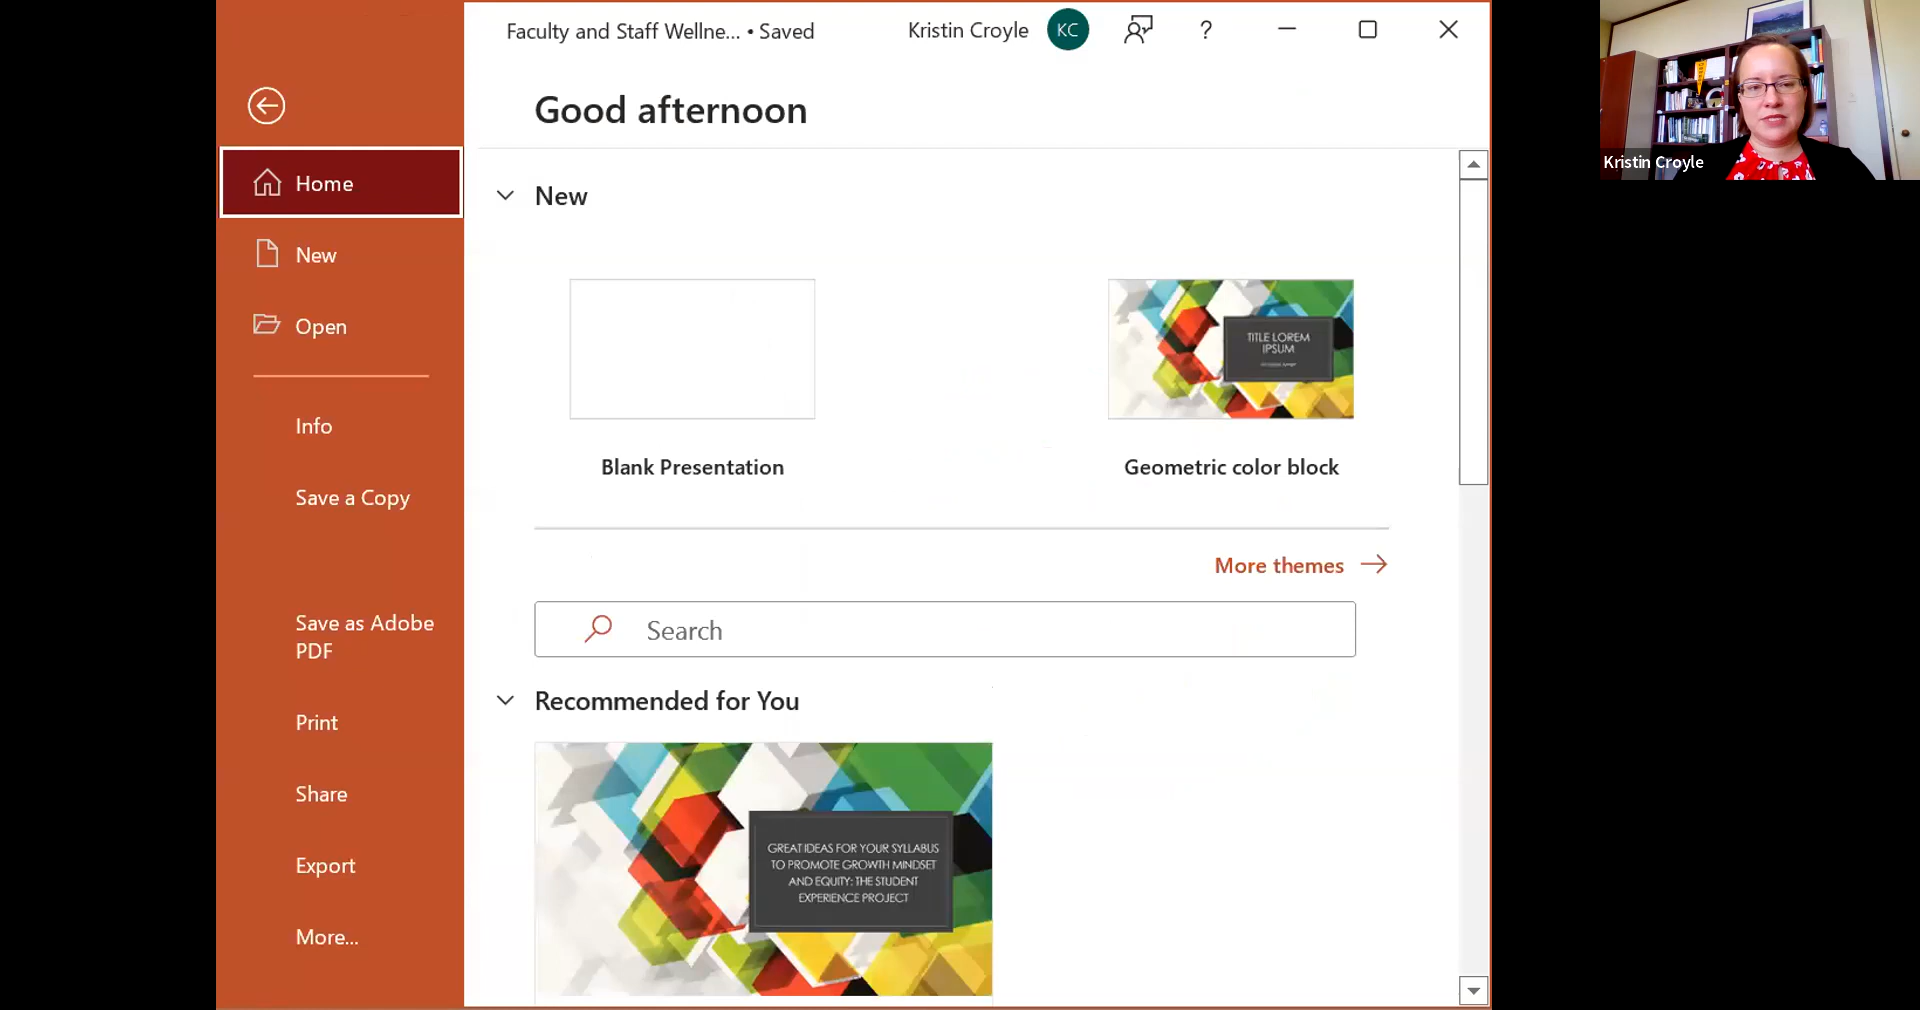 Faculty and Staff Wellne... • Saved
Kristin Croyle
KC
?
Good afternoon
Home
New
Open
Info
Save a Copy
Save as Adobe
PDF
Print
Share
Export
More...
New
TITLE LOREM
IPSUM
Blank Presentation
Geometric color block
More themes
Search
Recommended for You
GREAT IDEAS FOR YOUR SYLLABUS
TO PROMOTE GROWTH MINDSET
AND EQUITY: THE STUDENT
EXPERIENCE PROJECT
Kristin Croyle